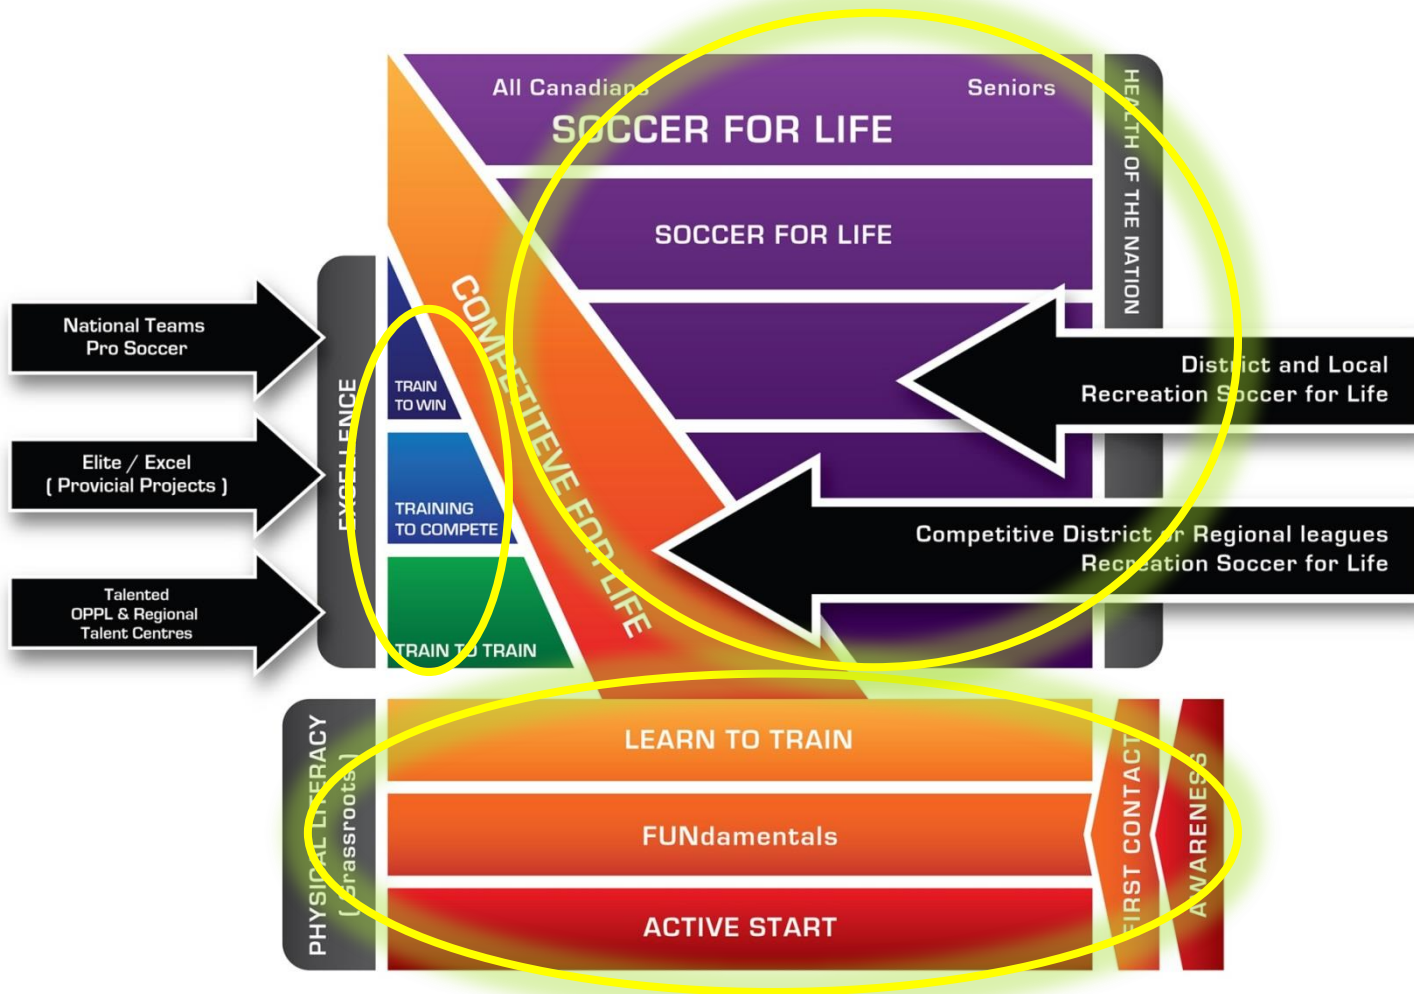 All Canadians
Seniors
SOCCER FOR LIFE
HEALTH OF THE NATION
SOCCER FOR LIFE
COMPETITEVE FOR LIFE
National Teams
Pro Soccer
EXCELLENCE
TRAIN
TO WIN
District and Local
Recreation Soccer for Life
Elite / Excel
( Provicial Projects )
TRAINING
TO COMPETE
Competitive District or Regional leagues
Recreation Soccer for Life
Talented
OPPL & Regional
Talent Centres
TRAIN TO TRAIN
PHYSICAL LITERACY
( Grassroots )
LEARN TO TRAIN
FUNdamentals
ACTIVE START
FIRST CONTACT
AWARENESS